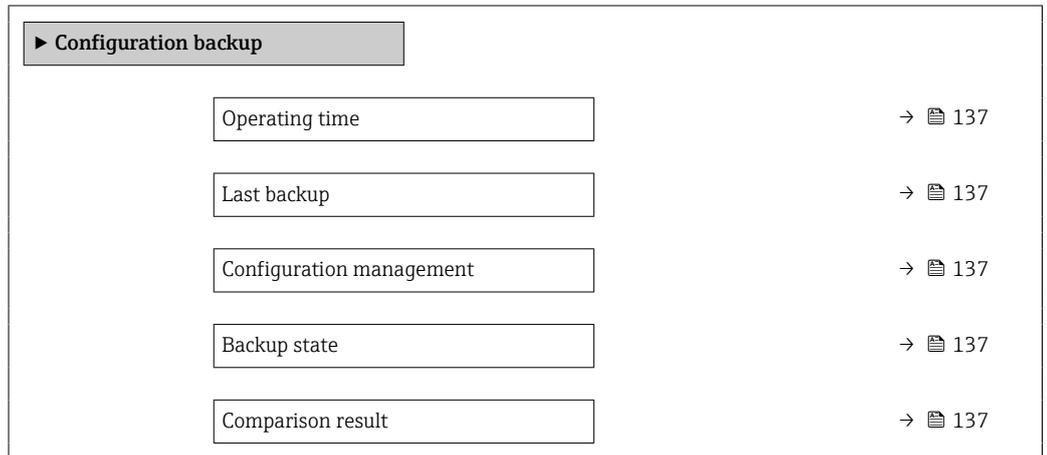 ► Configuration backup
Operating time → 137
Last backup → 137
Configuration management → 137
Backup state → 137
Comparison result → 137